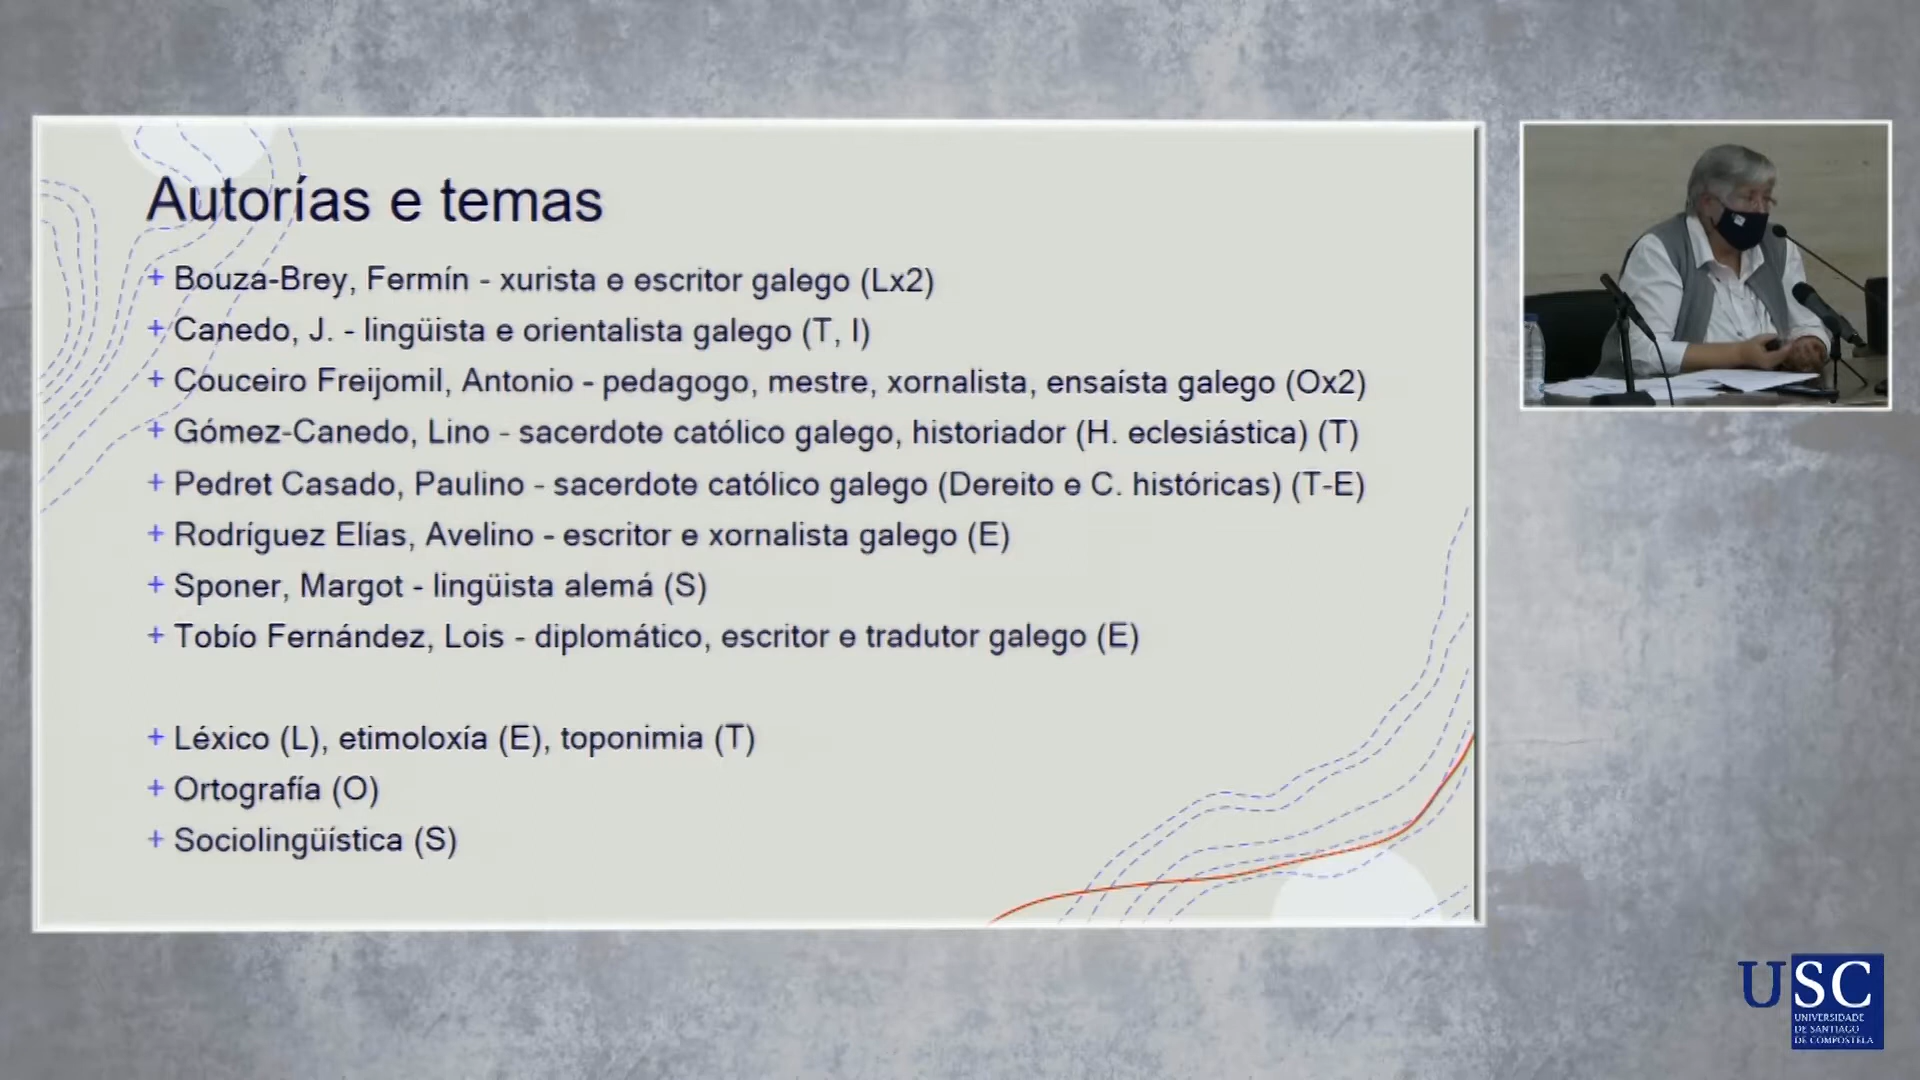 Autorías e temas
+ Bouza-Brey, Fermín - xurista e escritor galego (Lx2)
+ Canedo, J. - lingüista e orientalista galego (T, I)
+ Couceiro Freijomil, Antonio - pedagogo, mestre, xornalista, ensaísta galego (Ox2)
+ Gómez-Canedo, Lino - sacerdote católico galego, historiador (H. eclesiástica) (T)
+ Pedret Casado, Paulino - sacerdote católico galego (Dereito e C. históricas) (T-E)
+ Rodríguez Elías, Avelino - escritor e xornalista galego (E)
+ Sponer, Margot - lingüista alemá (S)
+ Tobío Fernández, Lois - diplomático, escritor e tradutor galego (E)
+ Léxico (L), etimoloxía (E), toponimia (T)
+ Ortografía (O)
+ Sociolingüística (S)
USC
UNIVERSIDADE
DE SANTIAGO
DE COMPOSTELA